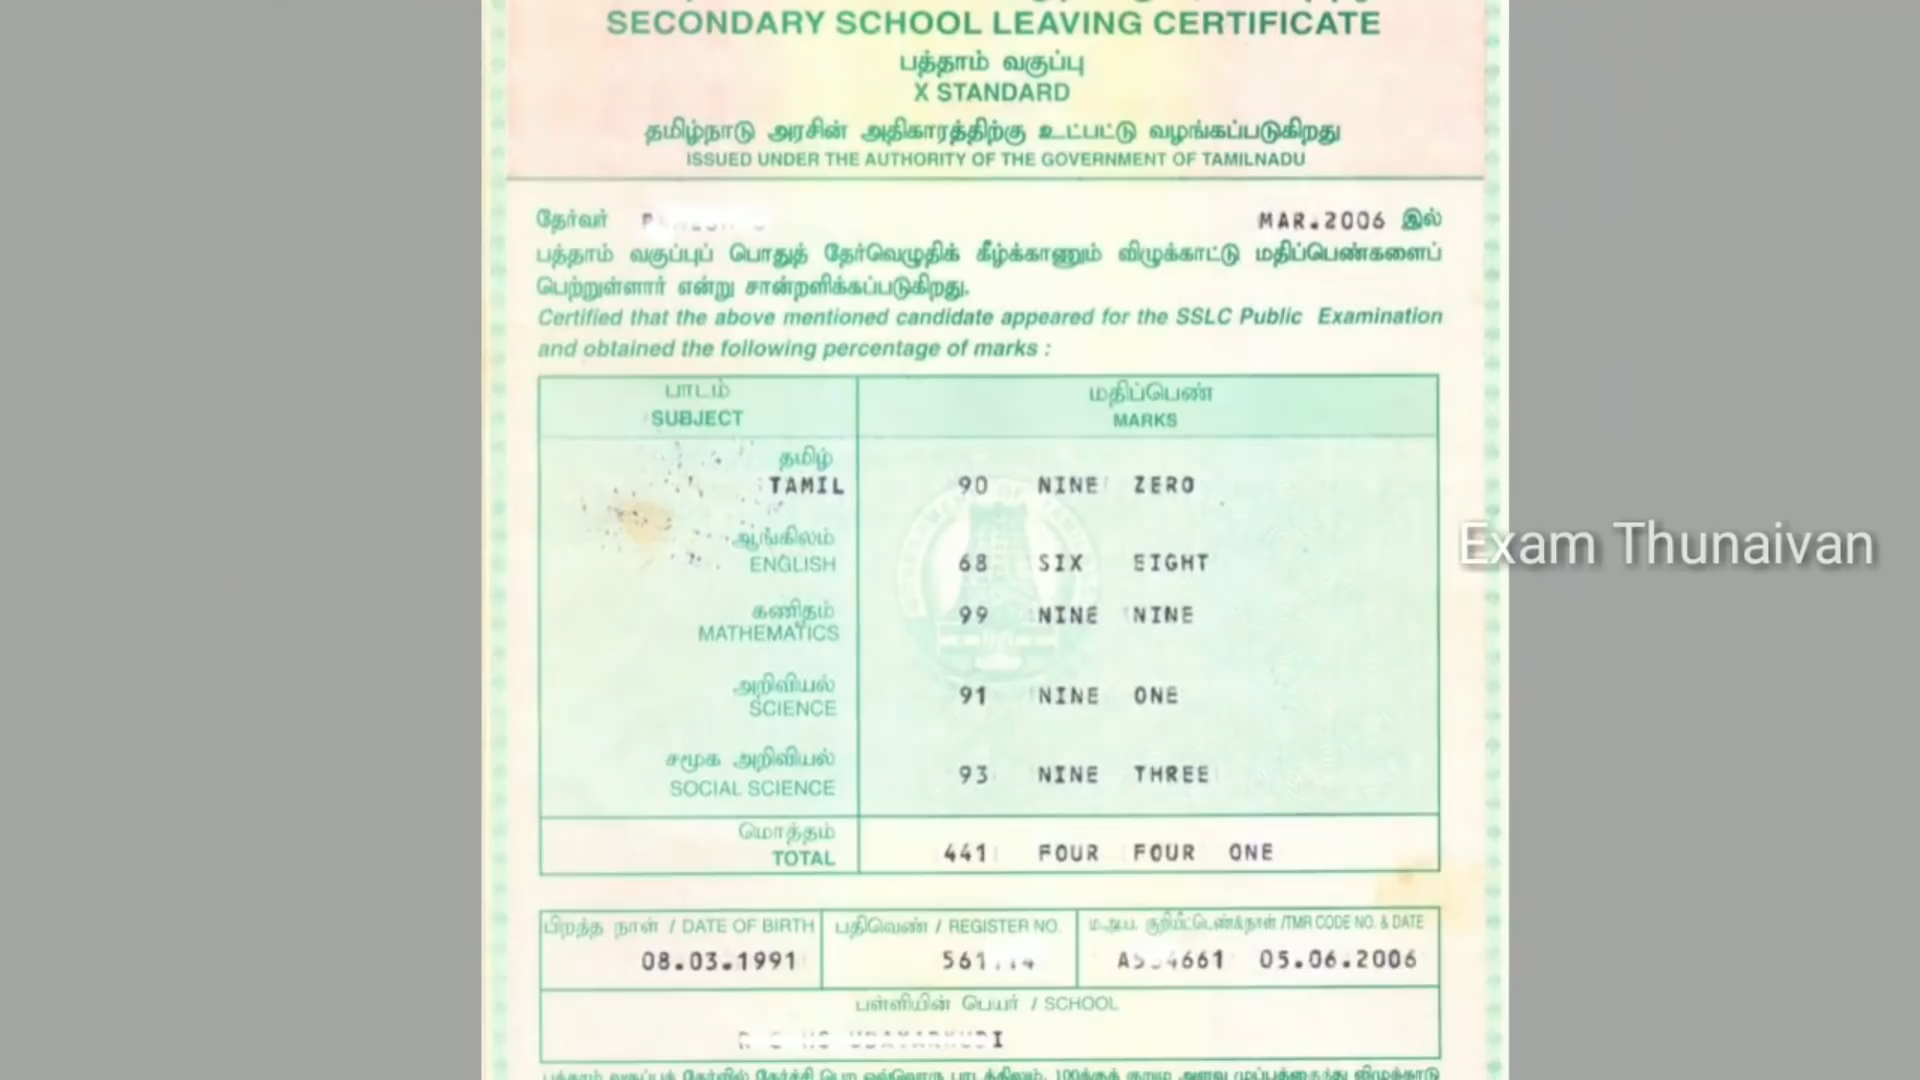 SECONDARY SCHOOL LEAVING CERTIFICATE
பத்தாம் வகுப்பு
X STANDARD
தமிழ்நாடு அரசின் அதிகாரத்திற்கு உட்பட்டு வழங்கப்படுகிறது
ISSUED UNDER THE AUTHORITY OF THE GOVERNMENT OF TAMILNADU
தேர்வர் MAR.2006 இல்
பத்தாம் வகுப்புப் பொதுத் தேர்வெழுதிக் கீழ்க்காணும் விழுக்காட்டு மதிப்பெண்களைப்
பெற்றுள்ளார் என்று சான்றளிக்கப்படுகிறது.
Certified that the above mentioned candidate appeared for the SSLC Public Examination
and obtained the following percentage of marks :
பாடம் மதிப்பெண்
SUBJECT MARKS
தமிழ்
TAMIL 90 NINE ZERO
ஆங்கிலம்
ENGLISH 68 SIX EIGHT
கணிதம்
MATHEMATICS 99 NINE NINE
அறிவியல்
SCIENCE 91 NINE ONE
சமூக அறிவியல்
SOCIAL SCIENCE 93 NINE THREE
மொத்தம்
TOTAL 441 FOUR FOUR ONE
பிறந்த நாள் / DATE OF BIRTH பதிவெண் / REGISTER NO. ம.அ.ப. குறியீட்டெண்&நாள் /TMR CODE NO. & DATE
08.03.1991 05.06.2006
பள்ளியின் பெயர் / SCHOOL
Exam Thunaivan